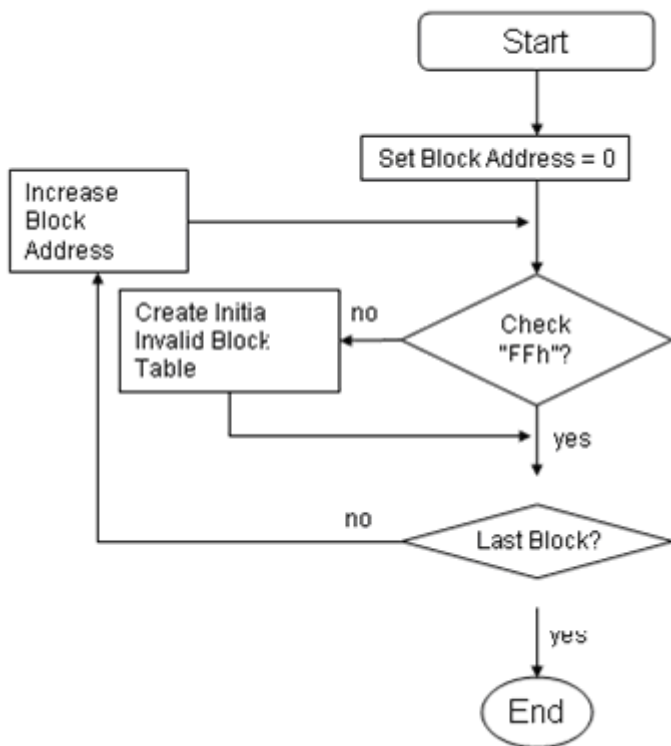 Start
Set Block Address = 0
Increase
Block
Address
Check
"FFh"?
no
Create Initia
Invalid Block
Table
yes
Last Block?
no
yes
End